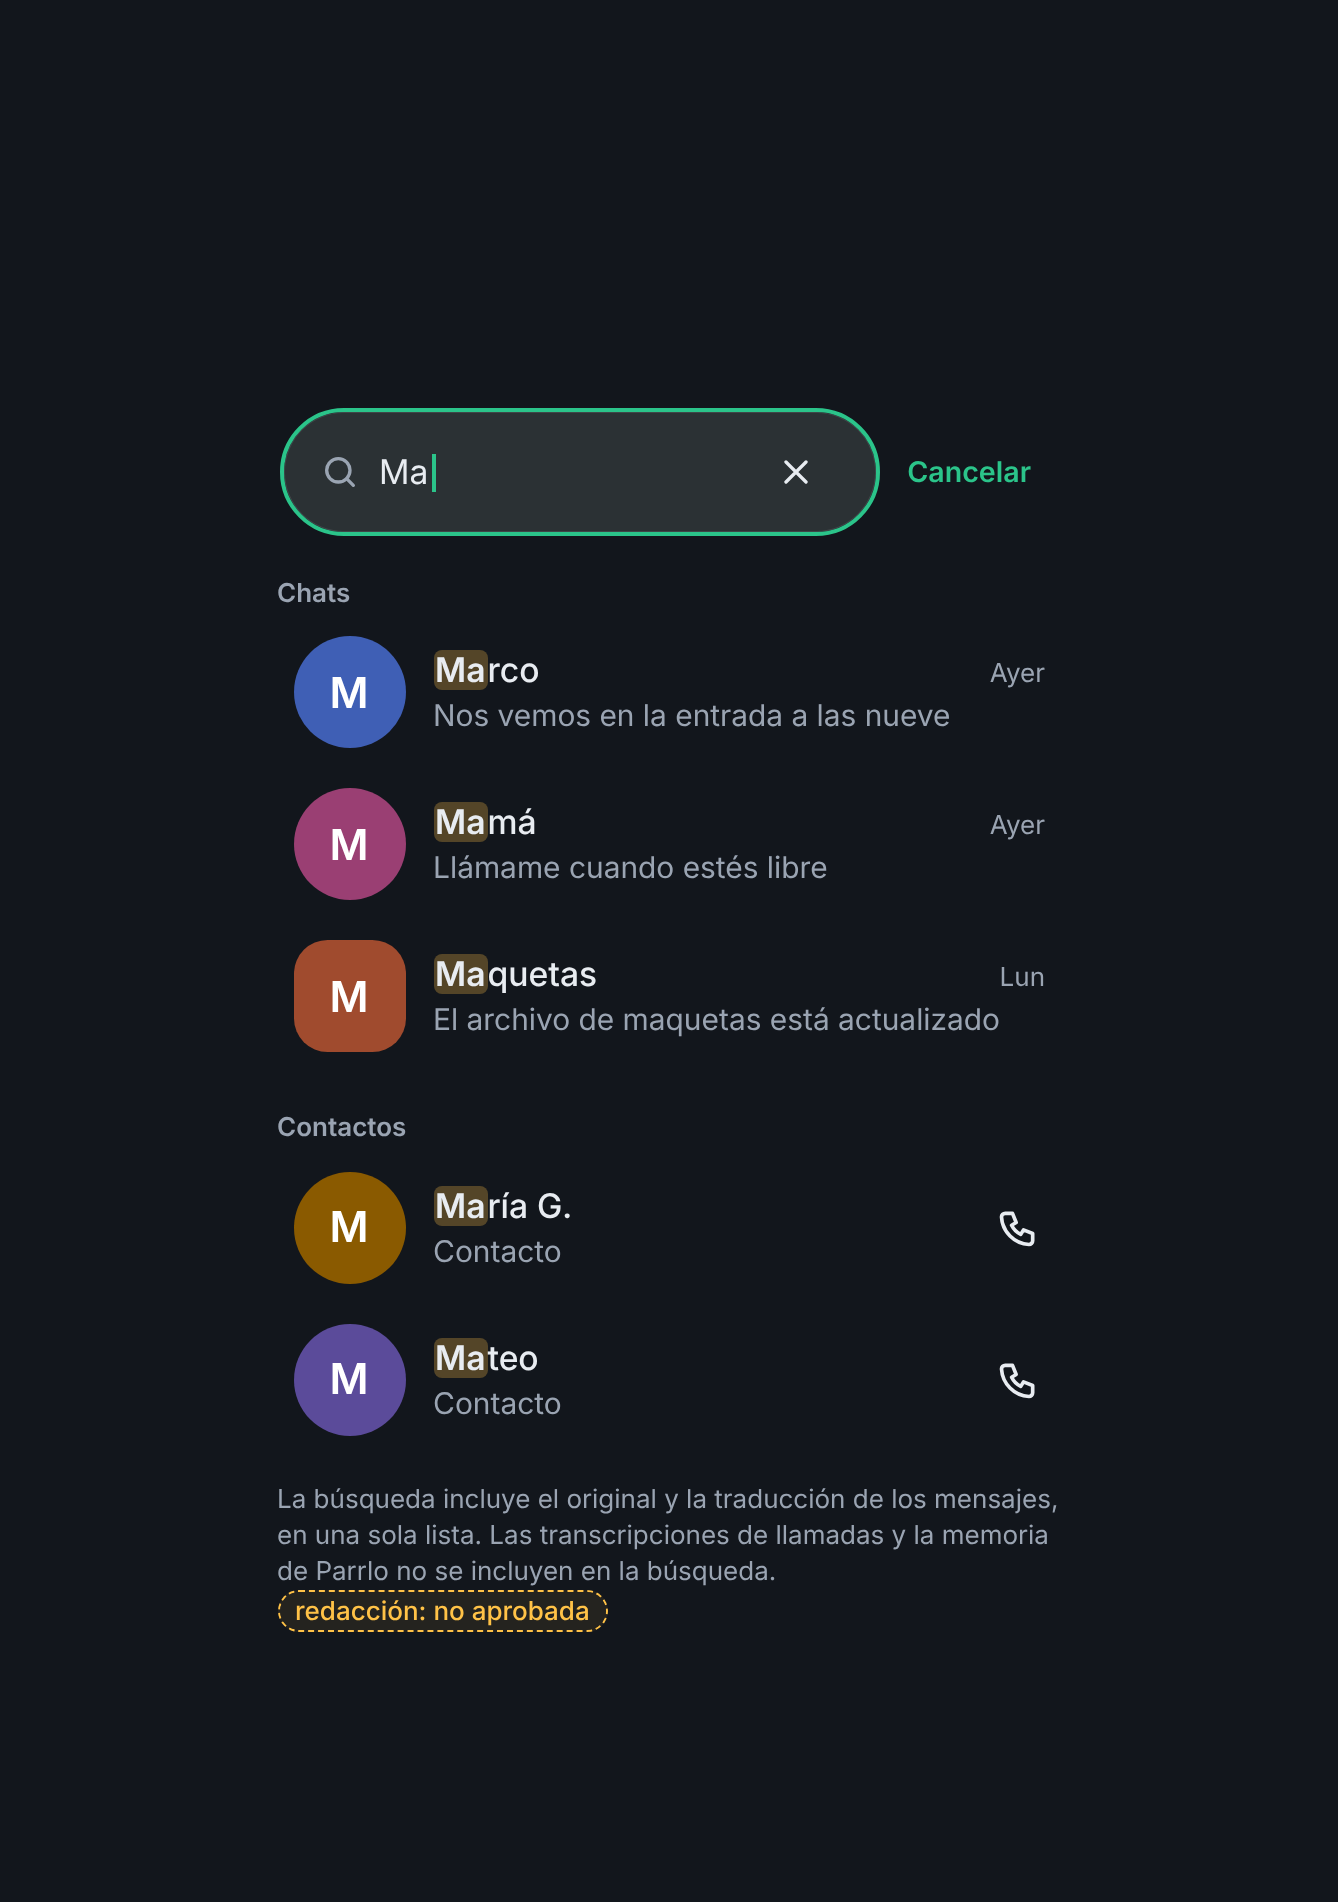 Ma
Cancelar
Chats
M
Marco
Ayer
Nos vemos en la entrada a las nueve
M
Mamá
Ayer
Llámame cuando estés libre
M
Maquetas
Lun
El archivo de maquetas está actualizado
Contactos
M
María G.
Contacto
M
Mateo
Contacto
La búsqueda incluye el original y la traducción de los mensajes,
en una sola lista. Las transcripciones de llamadas y la memoria
de Parrlo no se incluyen en la búsqueda.
redacción: no aprobada